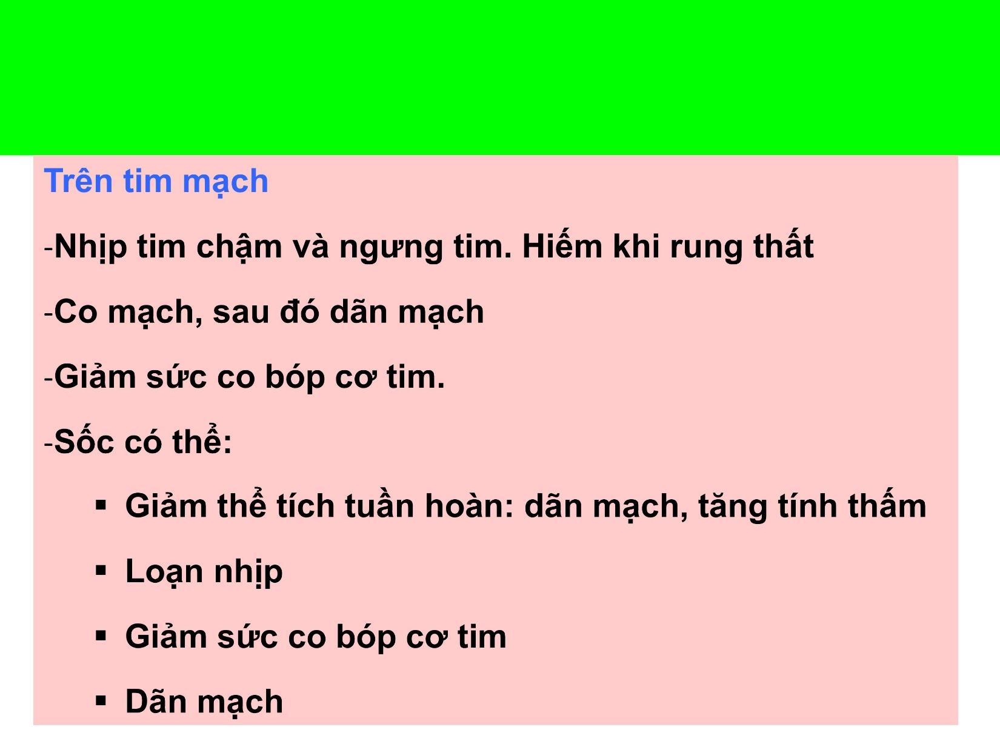 Trên tim mạch
-Nhịp tim chậm và ngưng tim. Hiếm khi rung thất
-Co mạch, sau đó dãn mạch
-Giảm sức co bóp cơ tim.
-Sốc có thể:
▪ Giảm thể tích tuần hoàn: dãn mạch, tăng tính thấm
▪ Loạn nhịp
▪ Giảm sức co bóp cơ tim
▪ Dãn mạch